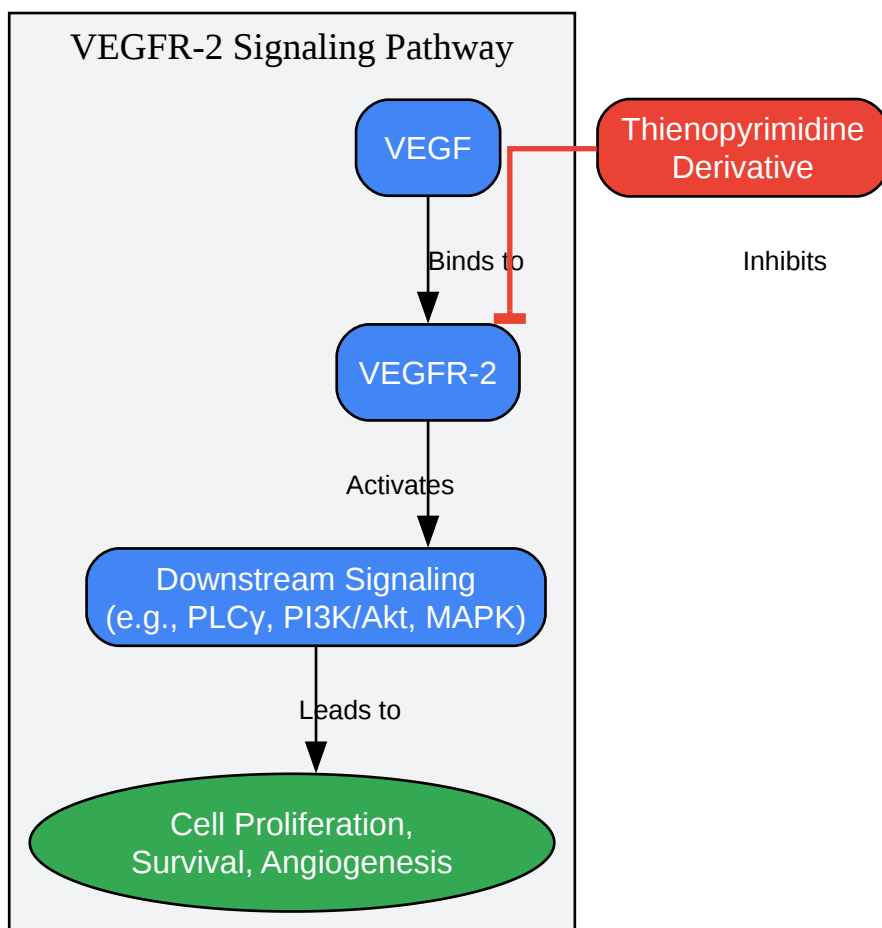 VEGFR-2 Signaling Pathway
VEGF
Thienopyrimidine
Derivative
Binds to
Inhibits
VEGFR-2
Activates
Downstream Signaling
(e.g., PLCγ, PI3K/Akt, MAPK)
Leads to
Cell Proliferation,
Survival, Angiogenesis